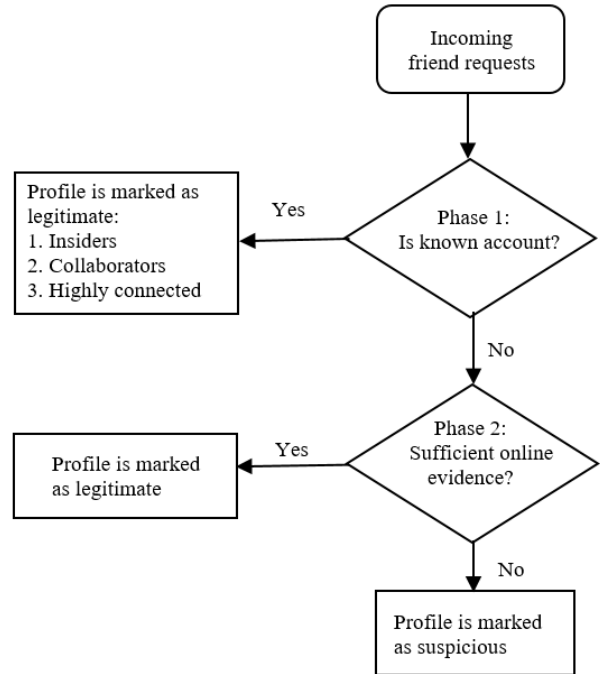 Incoming
friend requests
Phase 1:
Is known account?
Yes
Profile is marked as
legitimate:
1. Insiders
2. Collaborators
3. Highly connected
No
Phase 2:
Sufficient online
evidence?
Yes
Profile is marked
as legitimate
No
Profile is marked
as suspicious